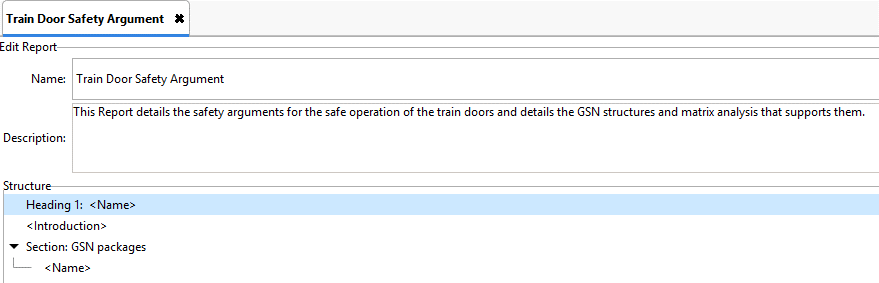 Train Door Safety Argument ✖
Edit Report
Name: Train Door Safety Argument
Description: This Report details the safety arguments for the safe operation of the train doors and details the GSN structures and matrix analysis that supports them.
Structure
Heading 1: <Name>
<Introduction>
Section: GSN packages
<Name>